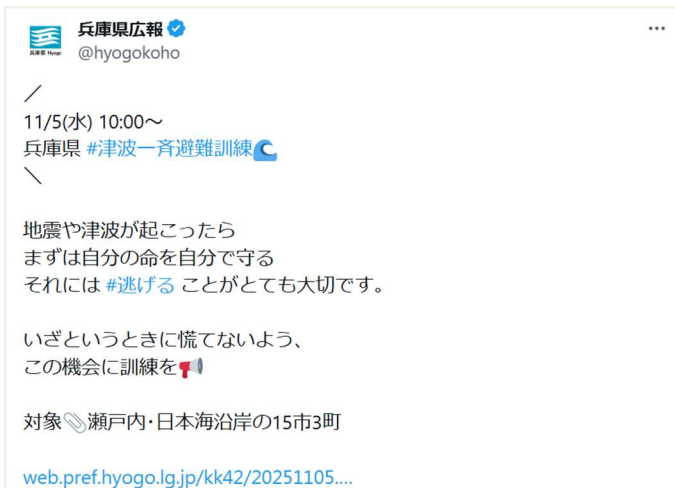 兵庫県広報
兵庫県 Hyogo
@hyogokoho
／
11/5(水) 10:00～
兵庫県 #津波一斉避難訓練🌊
＼
地震や津波が起こったら
まずは自分の命を自分で守る
それには #逃げる ことがとても大切です。
いざというときに慌てないよう、
この機会に訓練を📢
対象📎瀬戸内･日本海沿岸の15市3町
web.pref.hyogo.lg.jp/kk42/20251105.…